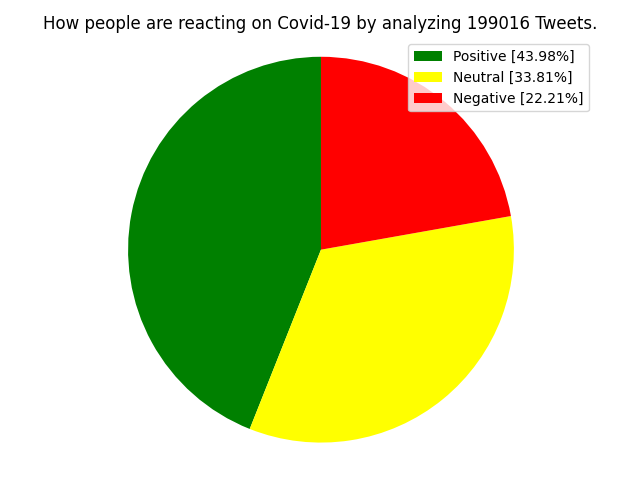 How people are reacting on Covid-19 by analyzing 199016 Tweets.
Positive [43.98%]
Neutral [33.81%]
Negative [22.21%]